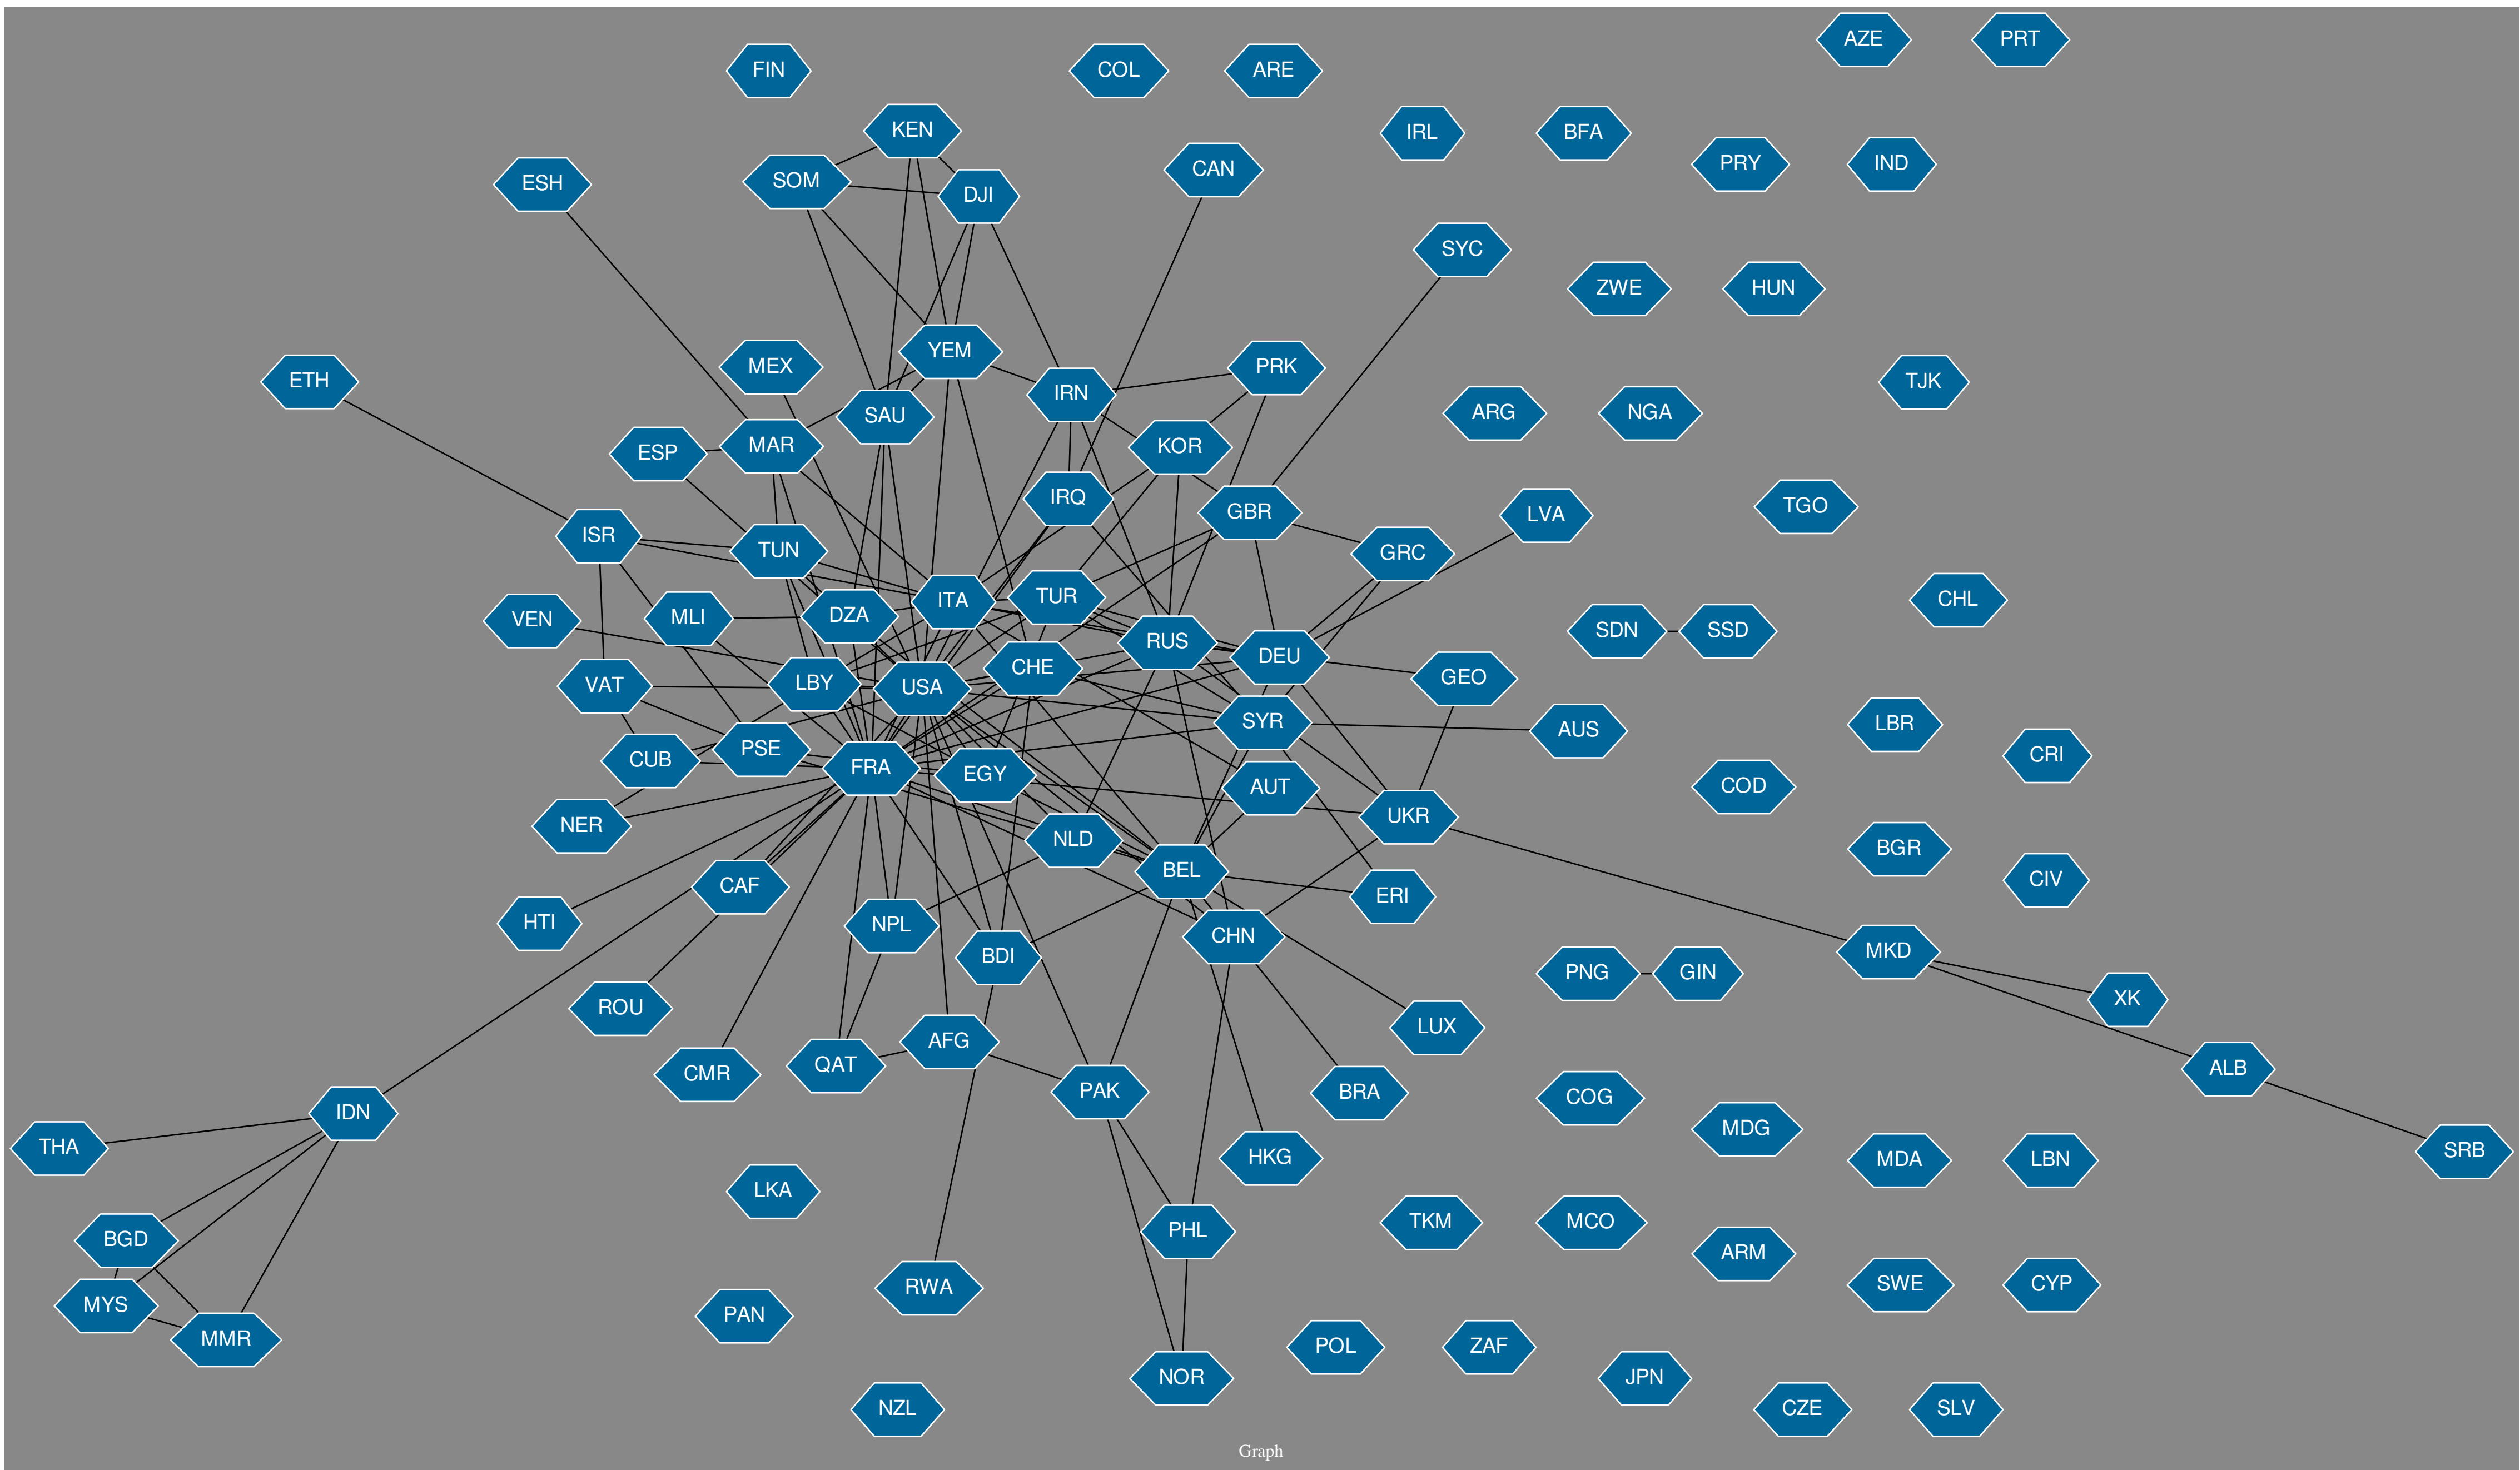 AZE PRT
FIN COL ARE
KEN IRL BFA
PRY IND
CAN
SOM ESH DJI
SYC
ZWE HUN
YEM
MEX PRK
ETH TJK
IRN
SAU ARG NGA
MAR KOR
ESP
IRQ
GBR TGO LVA
ISR
TUN GRC
ITA TUR CHL
DZA MLI VEN
SDN SSD
RUS
DEU
CHE
GEO
LBY VAT USA
SYR LBR
AUS
PSE CRI
CUB
FRA EGY
AUT COD
UKR
NER
NLD BGR
BEL
CIV
CAF
ERI
HTI NPL
CHN
MKD
BDI
PNG GIN
XK
ROU
LUX
AFG
QAT ALB
CMR
PAK BRA
COG
IDN
MDG
THA SRB
HKG MDA LBN
LKA
TKM MCO
PHL
BGD
ARM
SWE CYP
RWA
MYS
PAN
MMR
POL ZAF
NOR JPN
NZL CZE SLV
Graph